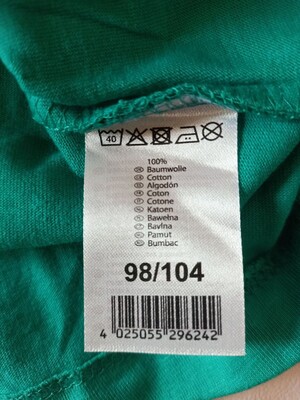 40
100%
Baumwolle
Cotton
Algodón
Coton
Cotone
Katoen
Bawełna
Bavlna
Pamut
Bumbac
98/104
4 025055 296242